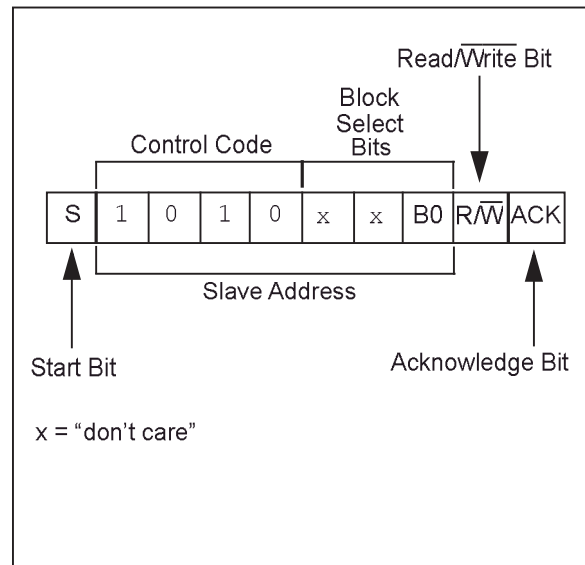 Read/Write Bit
Block
Select
Bits
Control Code
S 1 0 1 0 x x B0 R/W ACK
Slave Address
Start Bit
Acknowledge Bit
x = “don’t care”